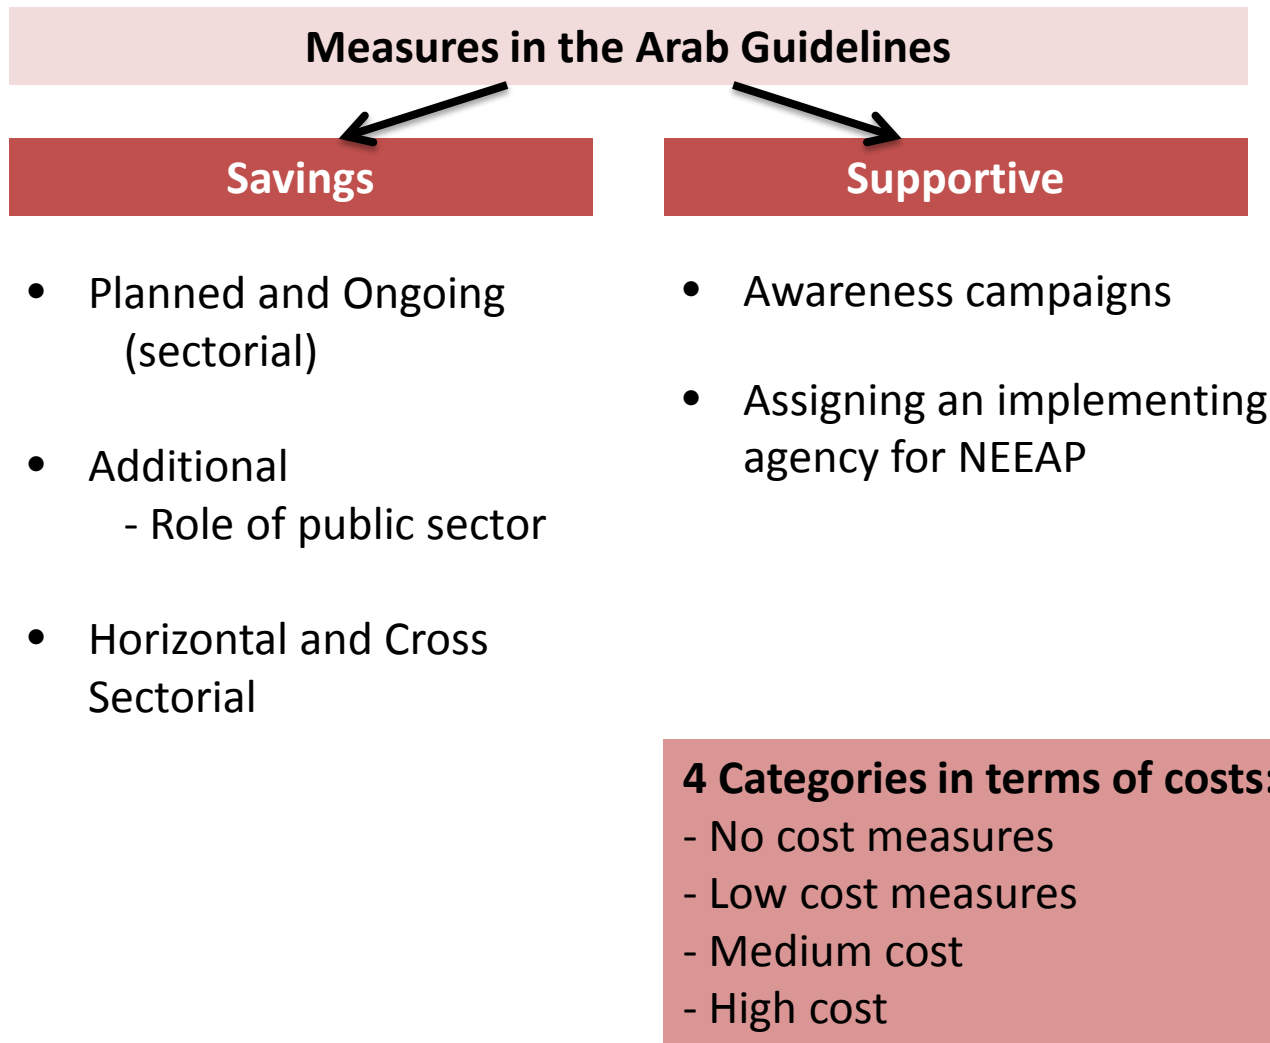 Measures in the Arab Guidelines
Savings
• Planned and Ongoing
(sectorial)
• Additional
- Role of public sector
• Horizontal and Cross
Sectorial
Supportive
• Awareness campaigns
• Assigning an implementing
agency for NEEAP
4 Categories in terms of costs:
- No cost measures
- Low cost measures
- Medium cost
- High cost